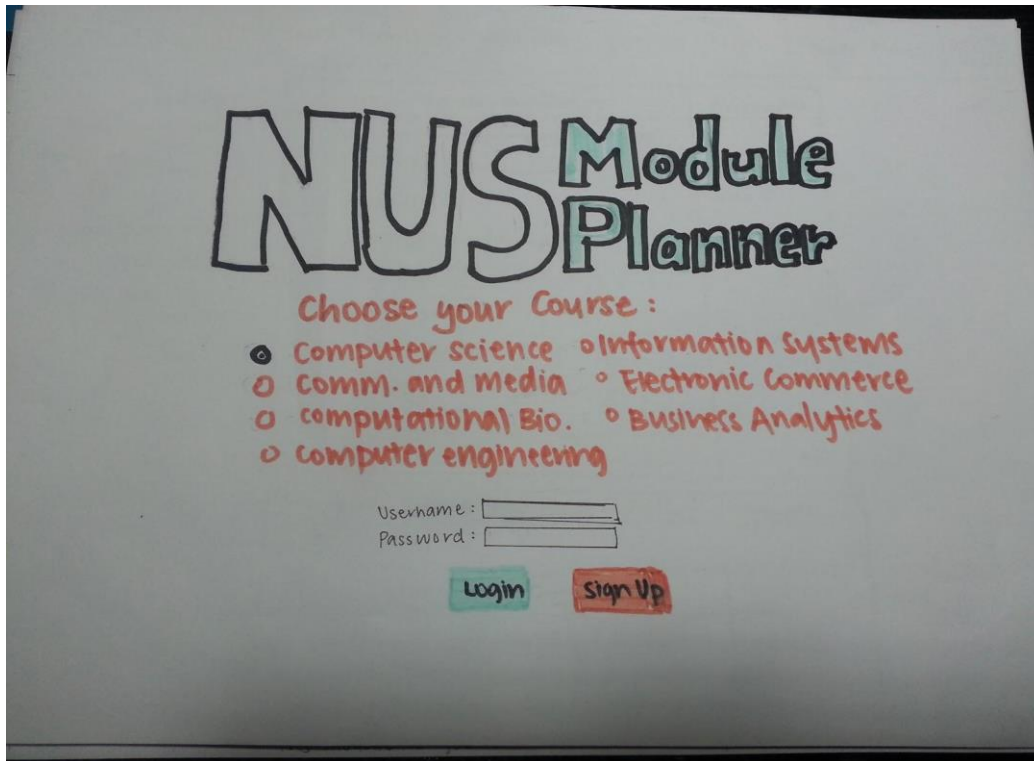 NUS Module
Planner
Choose your Course :
Computer science Information Systems
Comm. and media Electronic Commerce
Computational Bio. Business Analytics
Computer engineering
Username :
Password :
Login Sign Up